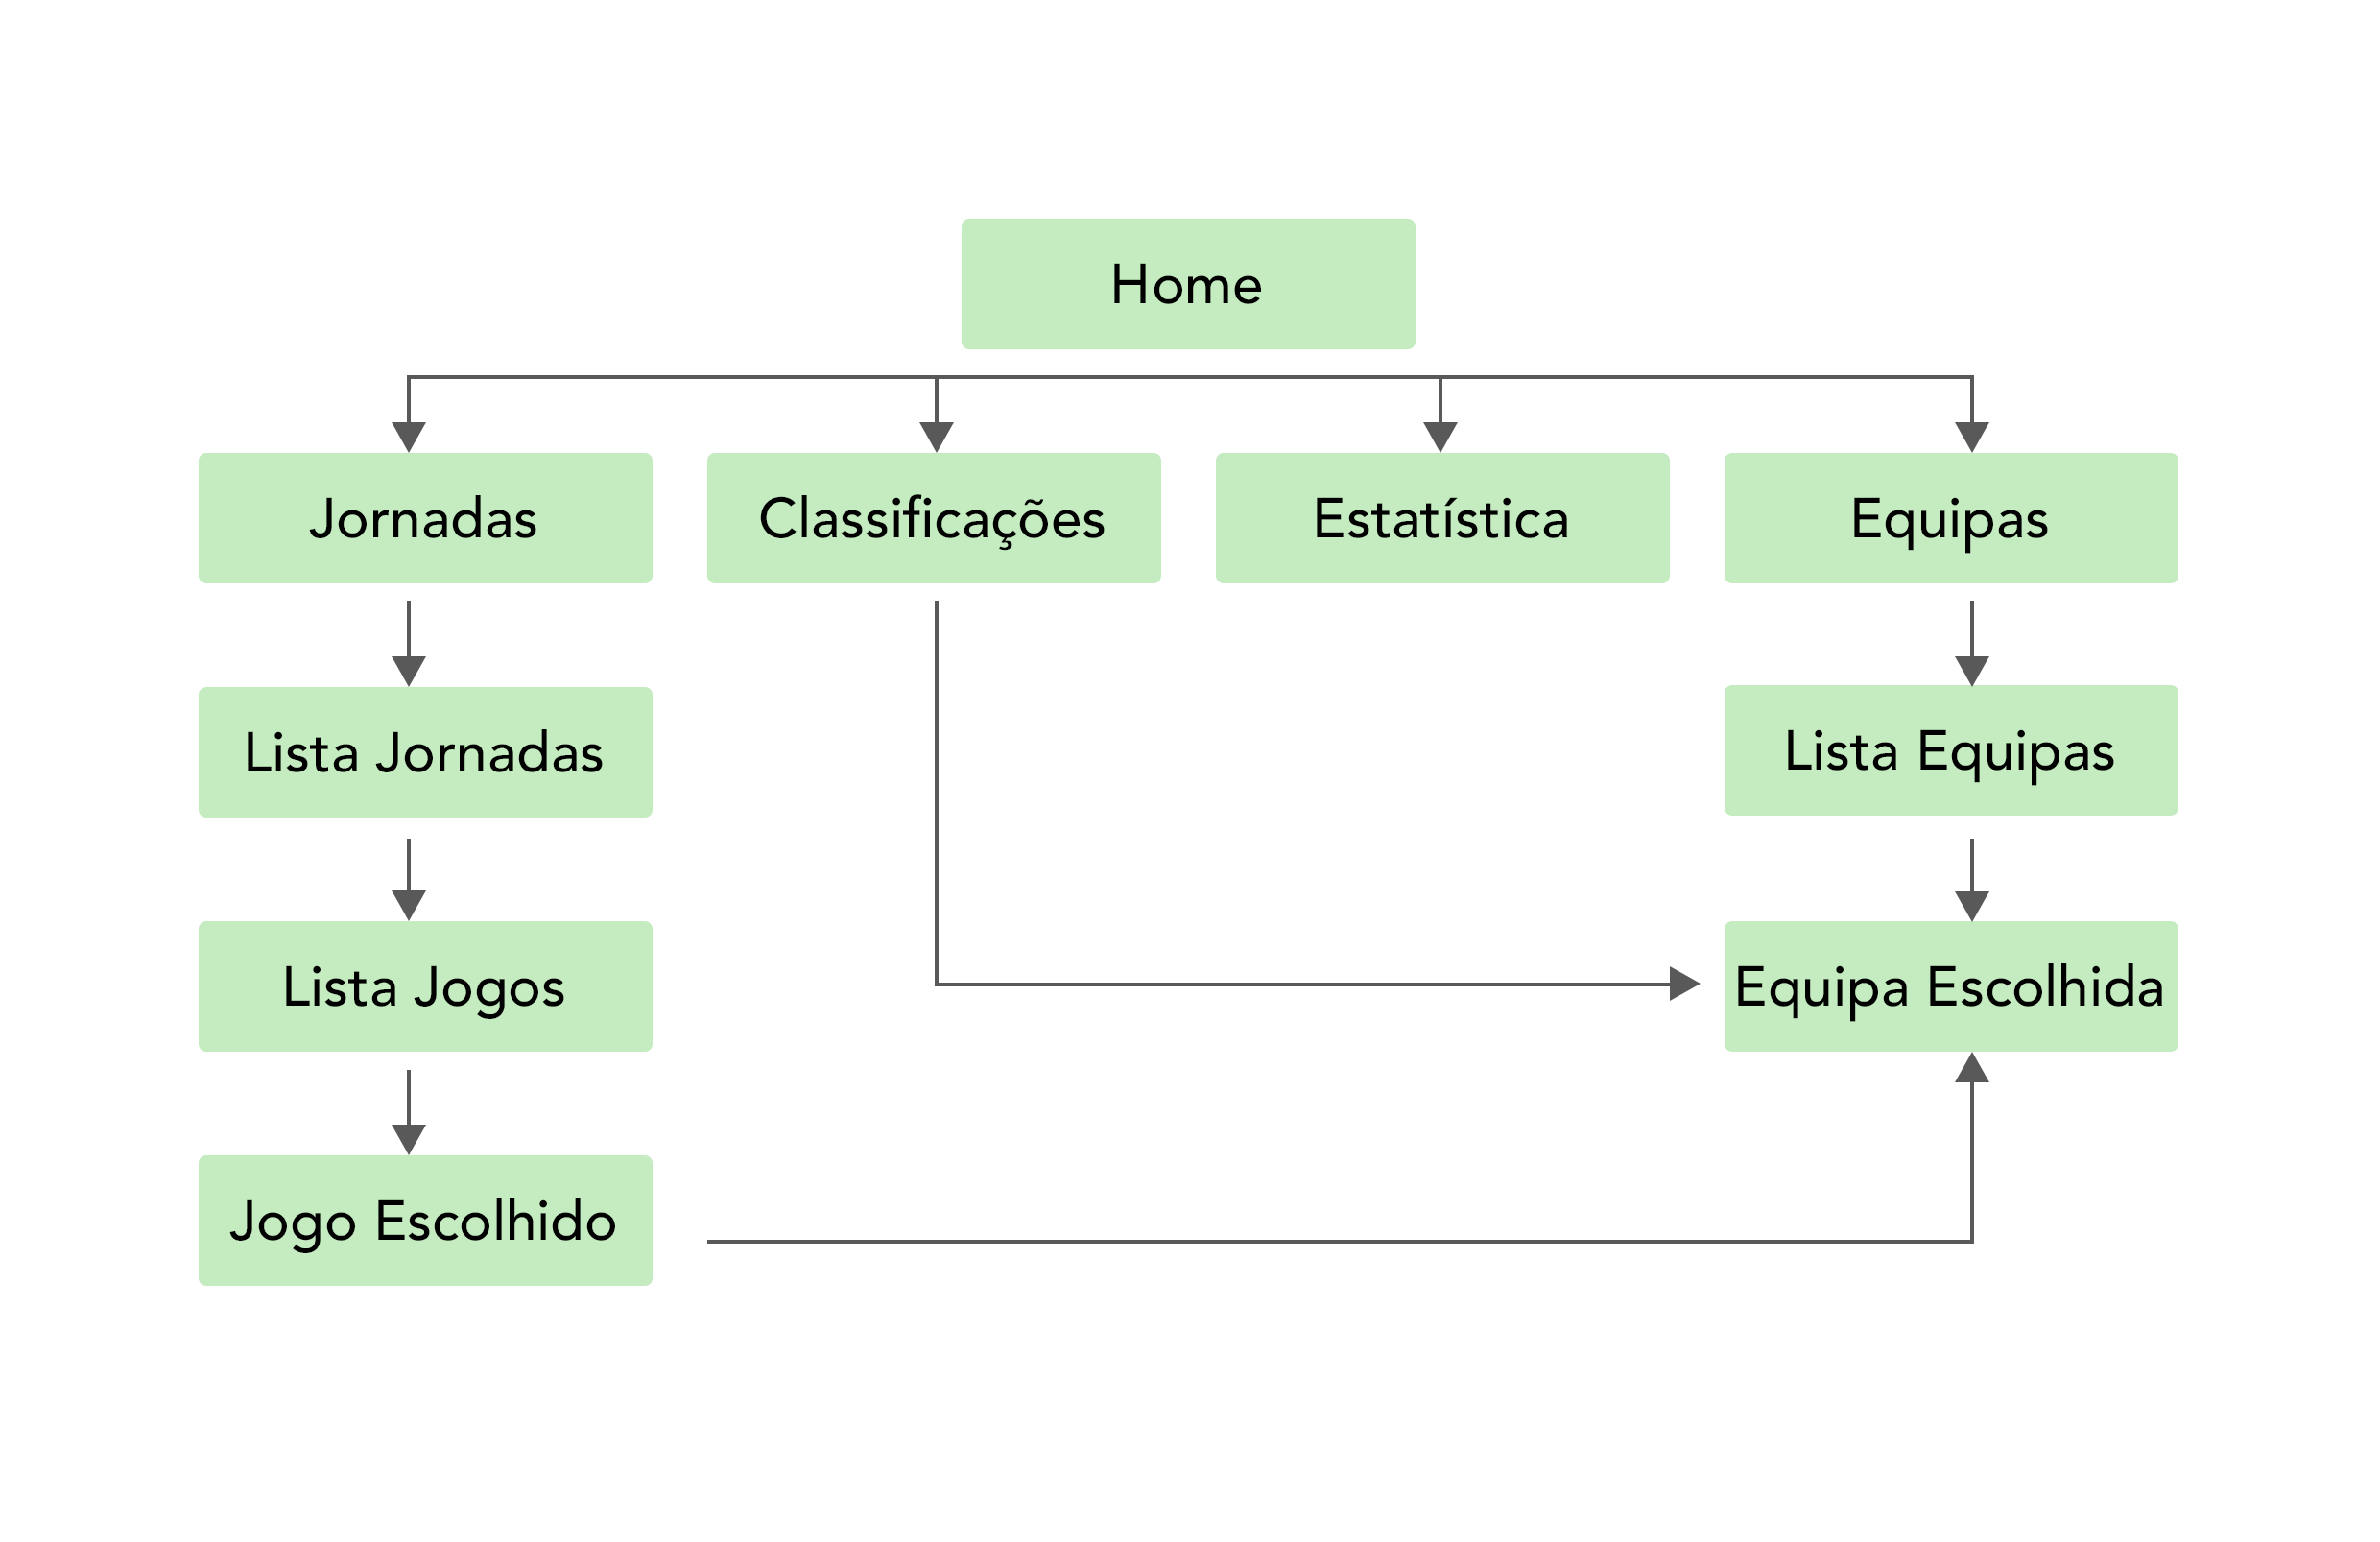 Home
Jornadas
Classificações
Estatística
Equipas
Lista Jornadas
Lista Equipas
Lista Jogos
Equipa Escolhida
Jogo Escolhido